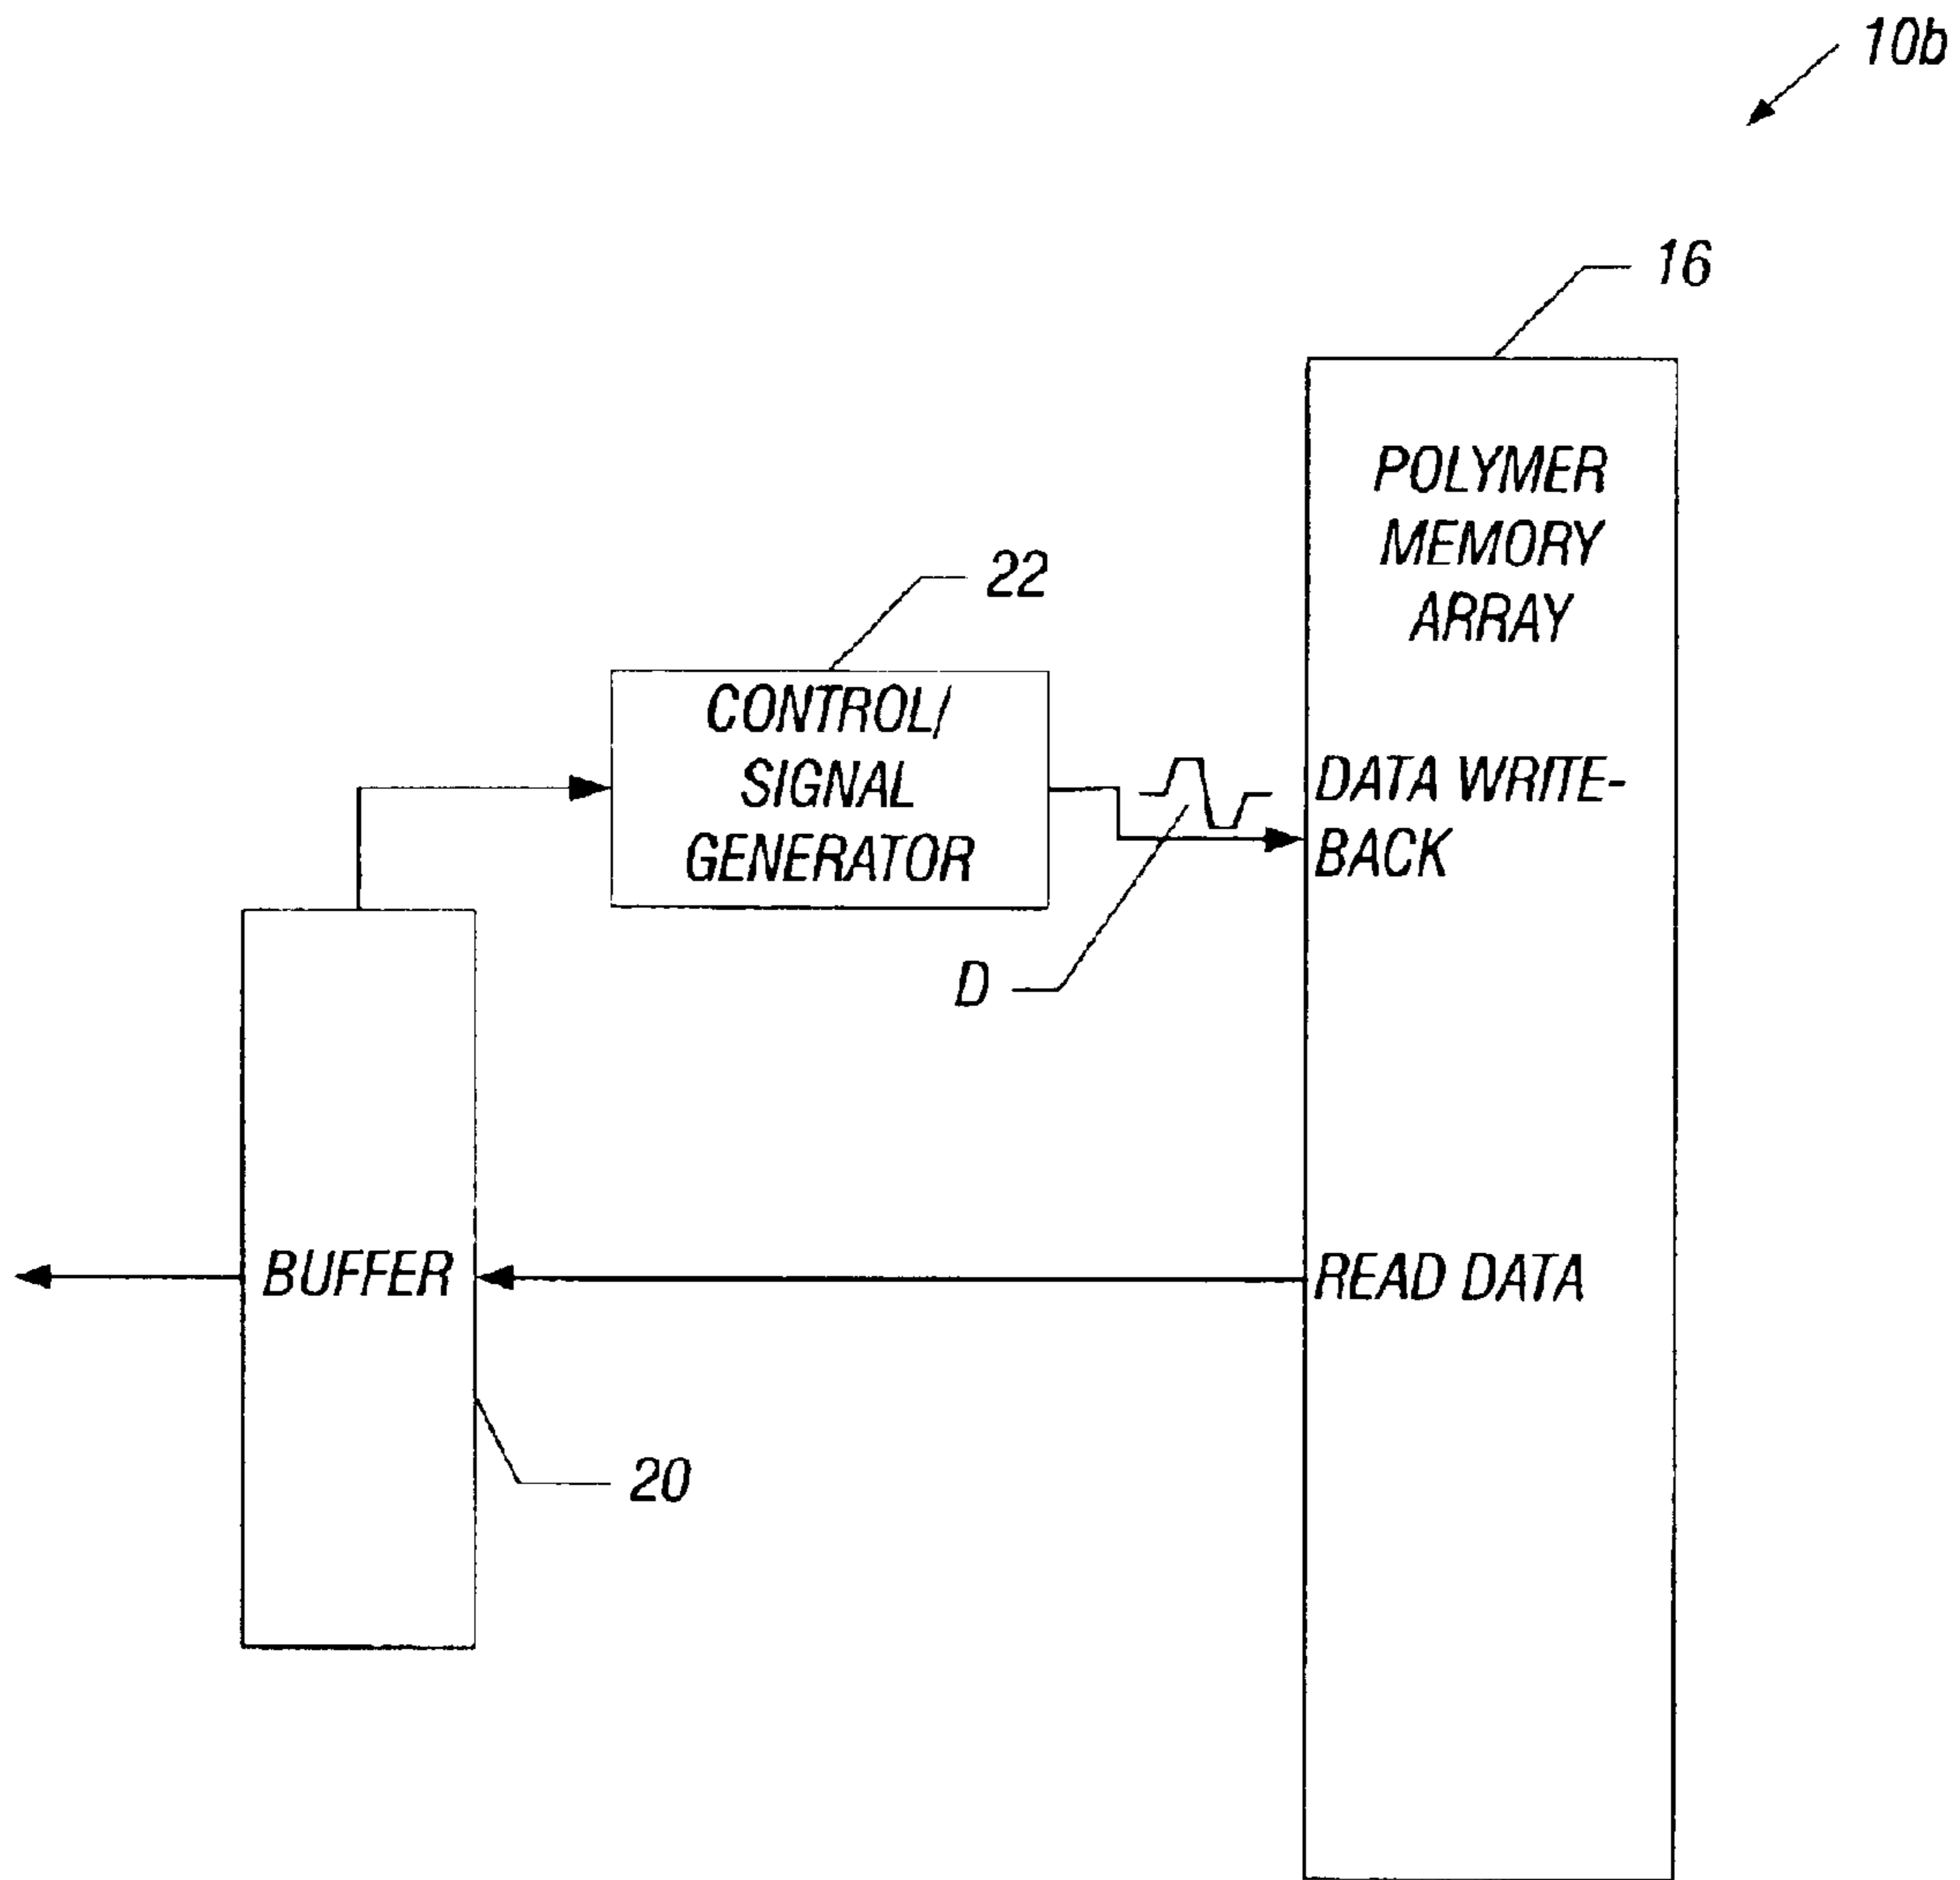 10b
16
POLYMER
MEMORY
ARRAY
22
CONTROL/
SIGNAL
GENERATOR
DATA WRITE-
BACK
D
BUFFER
READ DATA
20